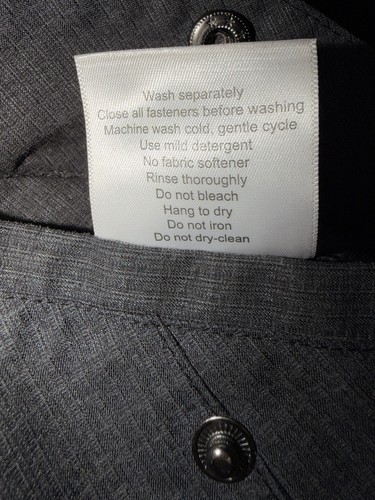 Wash separately
Close all fasteners before washing
Machine wash cold, gentle cycle
Use mild detergent
No fabric softener
Rinse thoroughly
Do not bleach
Hang to dry
Do not iron
Do not dry-clean